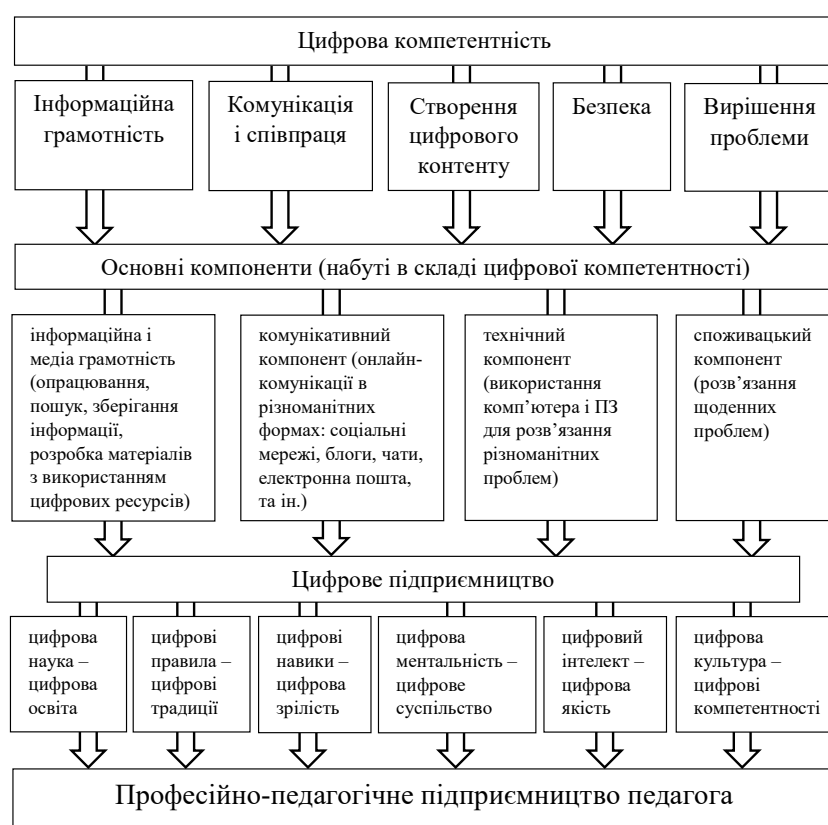 Цифрова компетентність
Інформаційна
грамотність
Комунікація
і співпраця
Створення
цифрового
контенту
Безпека
Вирішення
проблеми
Основні компоненти (набуті в складі цифрової компетентності)
інформаційна і
медіа грамотність
(опрацювання,
пошук, зберігання
інформації,
розробка матеріалів
з використанням
цифрових ресурсів)
комунікативний
компонент (онлайн-
комунікації в
різноманітних
формах: соціальні
мережі, блоги, чати,
електронна пошта,
та ін.)
технічний
компонент
(використання
комп’ютера і ПЗ
для розв’язання
різноманітних
проблем)
споживацький
компонент
(розв’язання
щоденних
проблем)
Цифрове підприємництво
цифрова
наука –
цифрова
освіта
цифрові
правила –
цифрові
традиції
цифрові
навики –
цифрова
зрілість
цифрова
ментальність –
цифрове
суспільство
цифровий
інтелект –
цифрова
якість
цифрова
культура –
цифрові
компетентності
Професійно-педагогічне підприємництво педагога